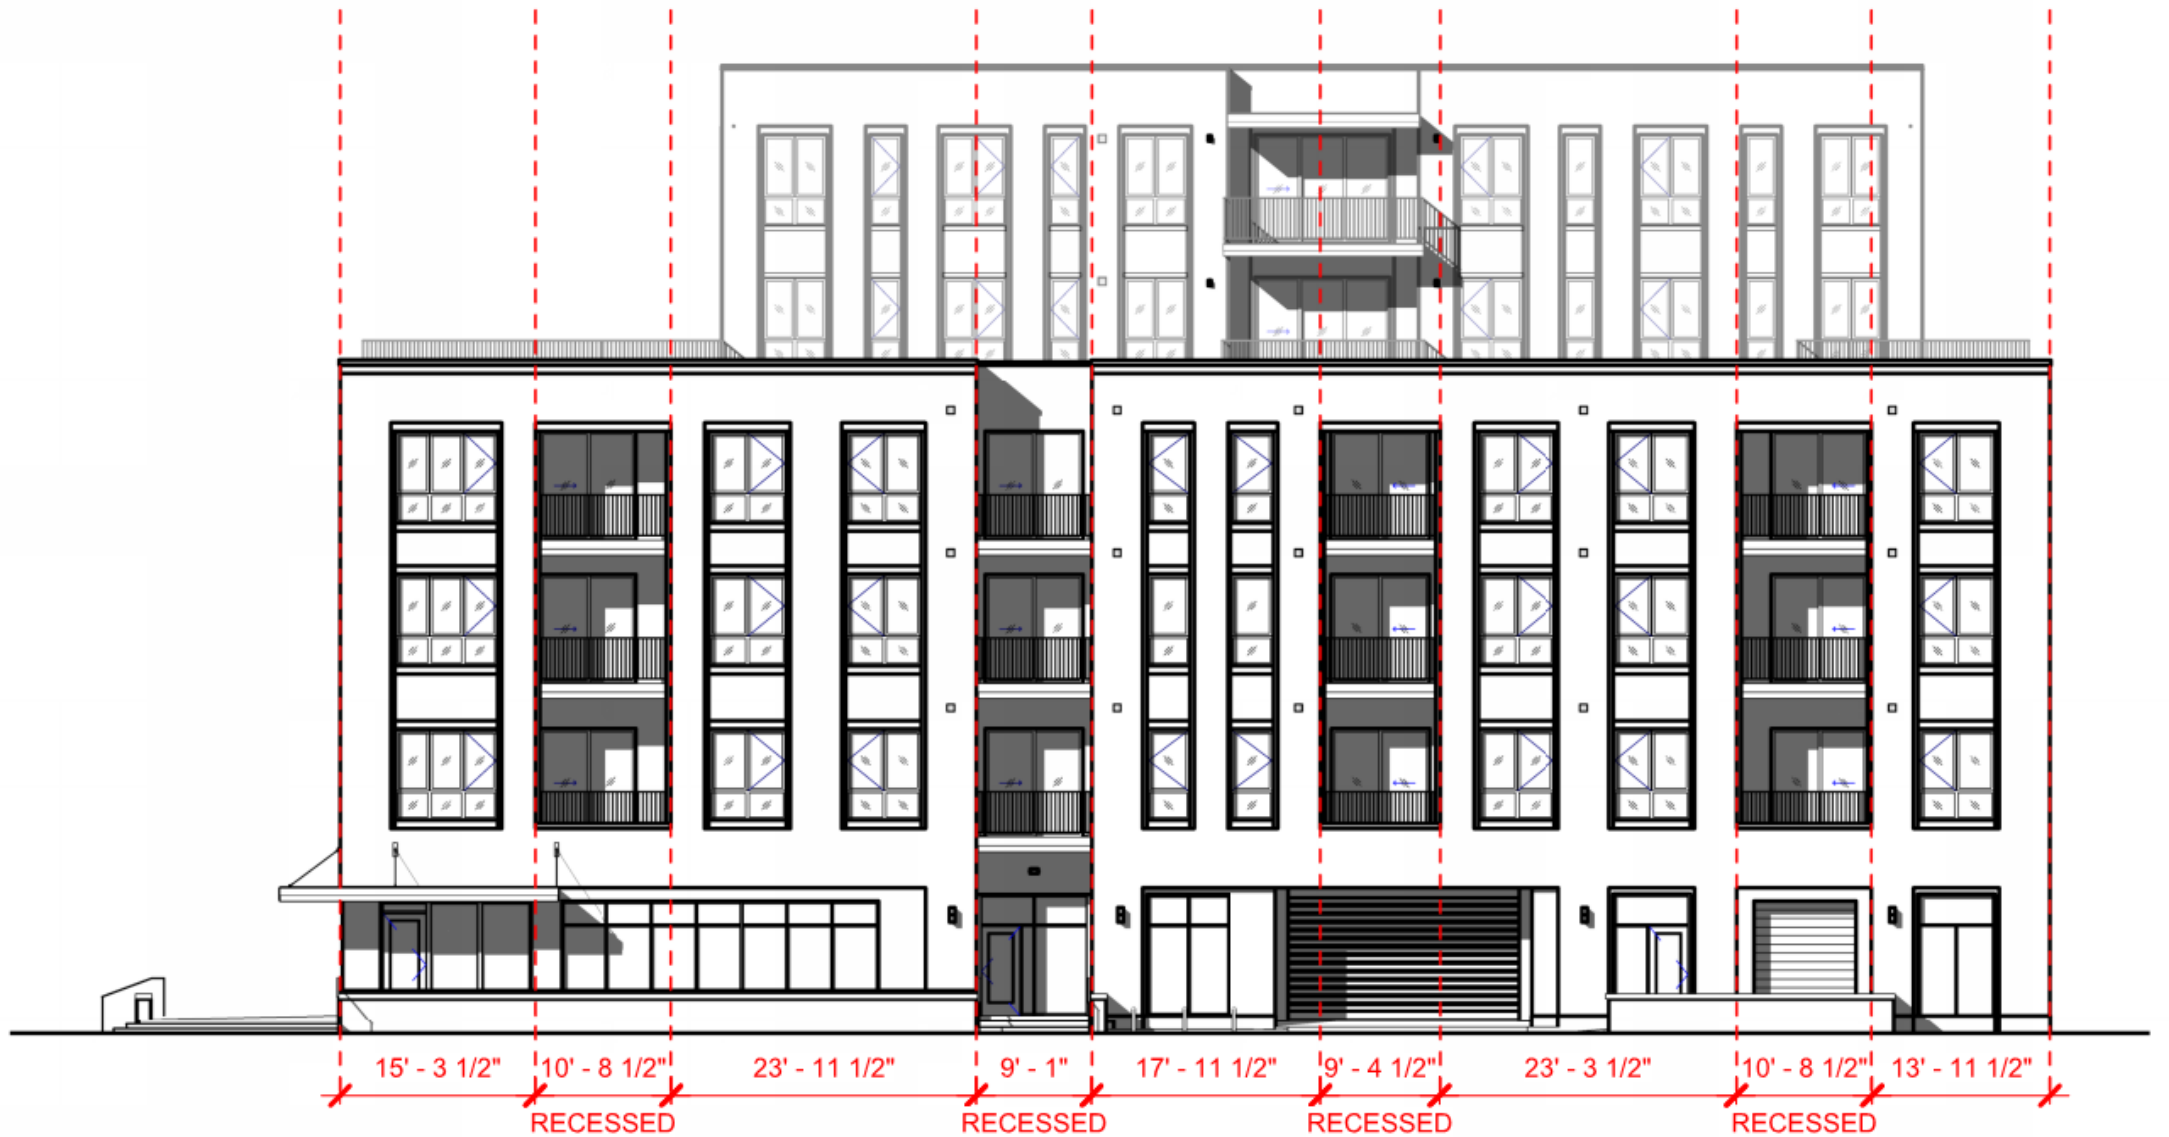 15' - 3 1/2" 10' - 8 1/2" 23' - 11 1/2" 9' - 1" 17' - 11 1/2" 9' - 4 1/2" 23' - 3 1/2" 10' - 8 1/2" 13' - 11 1/2"
RECESSED RECESSED RECESSED RECESSED